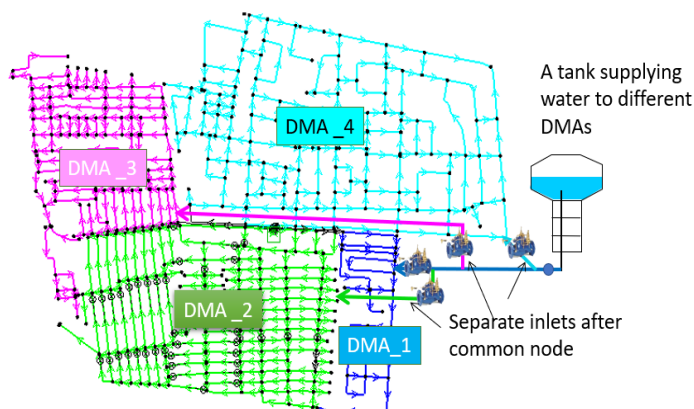 A tank supplying
water to different
DMAs
DMA _4
DMA _3
DMA _2
DMA_1
Separate inlets after
common node